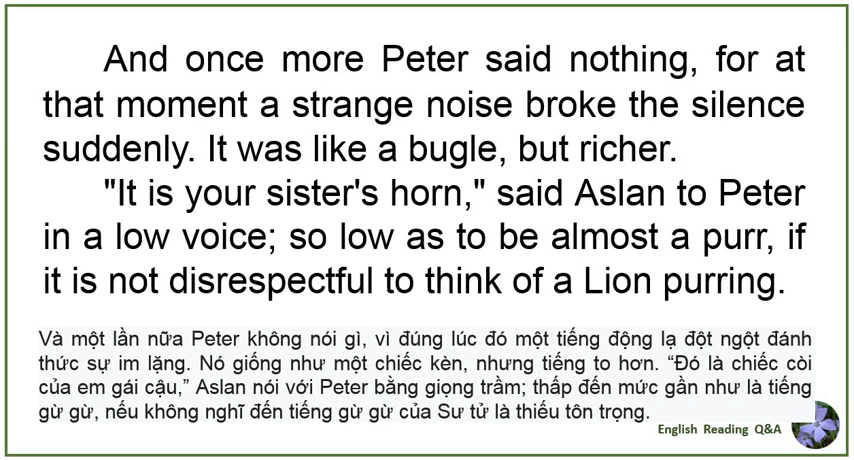 And once more Peter said nothing, for at
that moment a strange noise broke the silence
suddenly. It was like a bugle, but richer.
"It is your sister's horn," said Aslan to Peter
in a low voice; so low as to be almost a purr, if
it is not disrespectful to think of a Lion purring.
Và một lần nữa Peter không nói gì, vì đúng lúc đó một tiếng động lạ đột ngột đánh
thức sự im lặng. Nó giống như một chiếc kèn, nhưng tiếng to hơn. “Đó là chiếc còi
của em gái cậu,” Aslan nói với Peter bằng giọng trầm; thấp đến mức gần như là tiếng
gừ gừ, nếu không nghĩ đến tiếng gừ gừ của Sư tử là thiếu tôn trọng.
English Reading Q&A